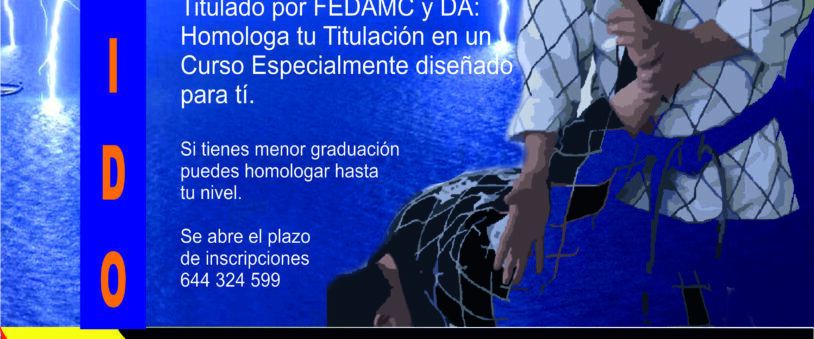 Titulado por FEDAMC y DA:
Homologa tu Titulación en un
Curso Especialmente diseñado
para tí.
Si tienes menor graduación
puedes homologar hasta
tu nivel.
Se abre el plazo
de inscripciones
644 324 599
I
D
O